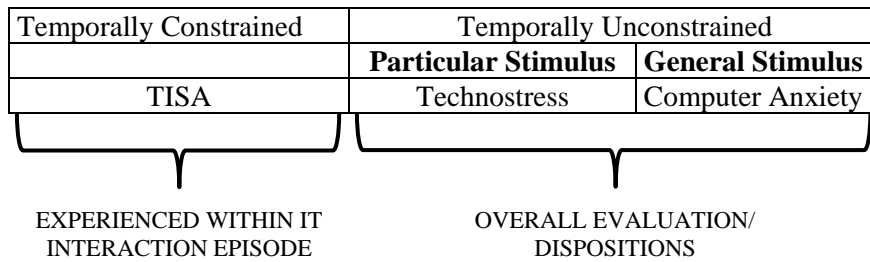 Temporally Constrained Temporally Unconstrained
Particular Stimulus General Stimulus
TISA Technostress Computer Anxiety
EXPERIENCED WITHIN IT OVERALL EVALUATION/
INTERACTION EPISODE DISPOSITIONS